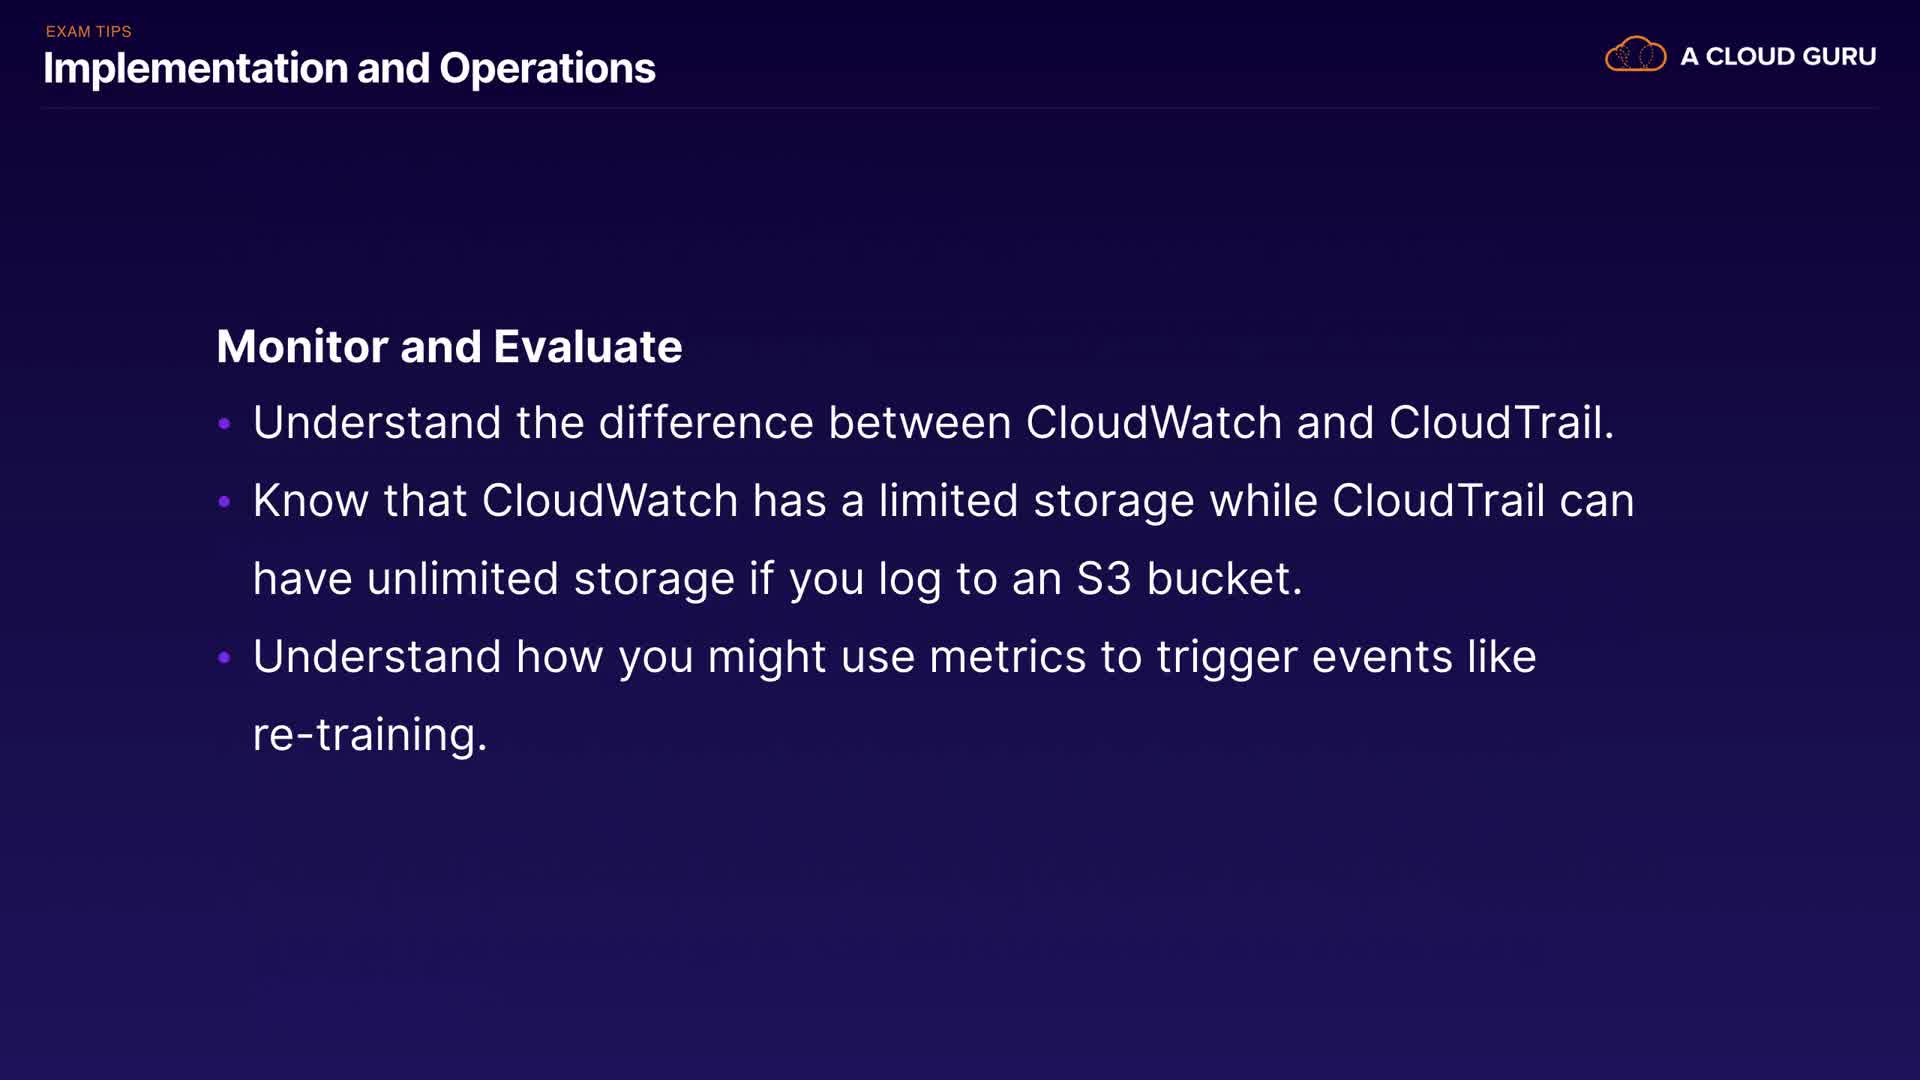 EXAM TIPS
Implementation and Operations
A CLOUD GURU
Monitor and Evaluate
• Understand the difference between CloudWatch and CloudTrail.
• Know that CloudWatch has a limited storage while CloudTrail can
have unlimited storage if you log to an S3 bucket.
• Understand how you might use metrics to trigger events like
re-training.